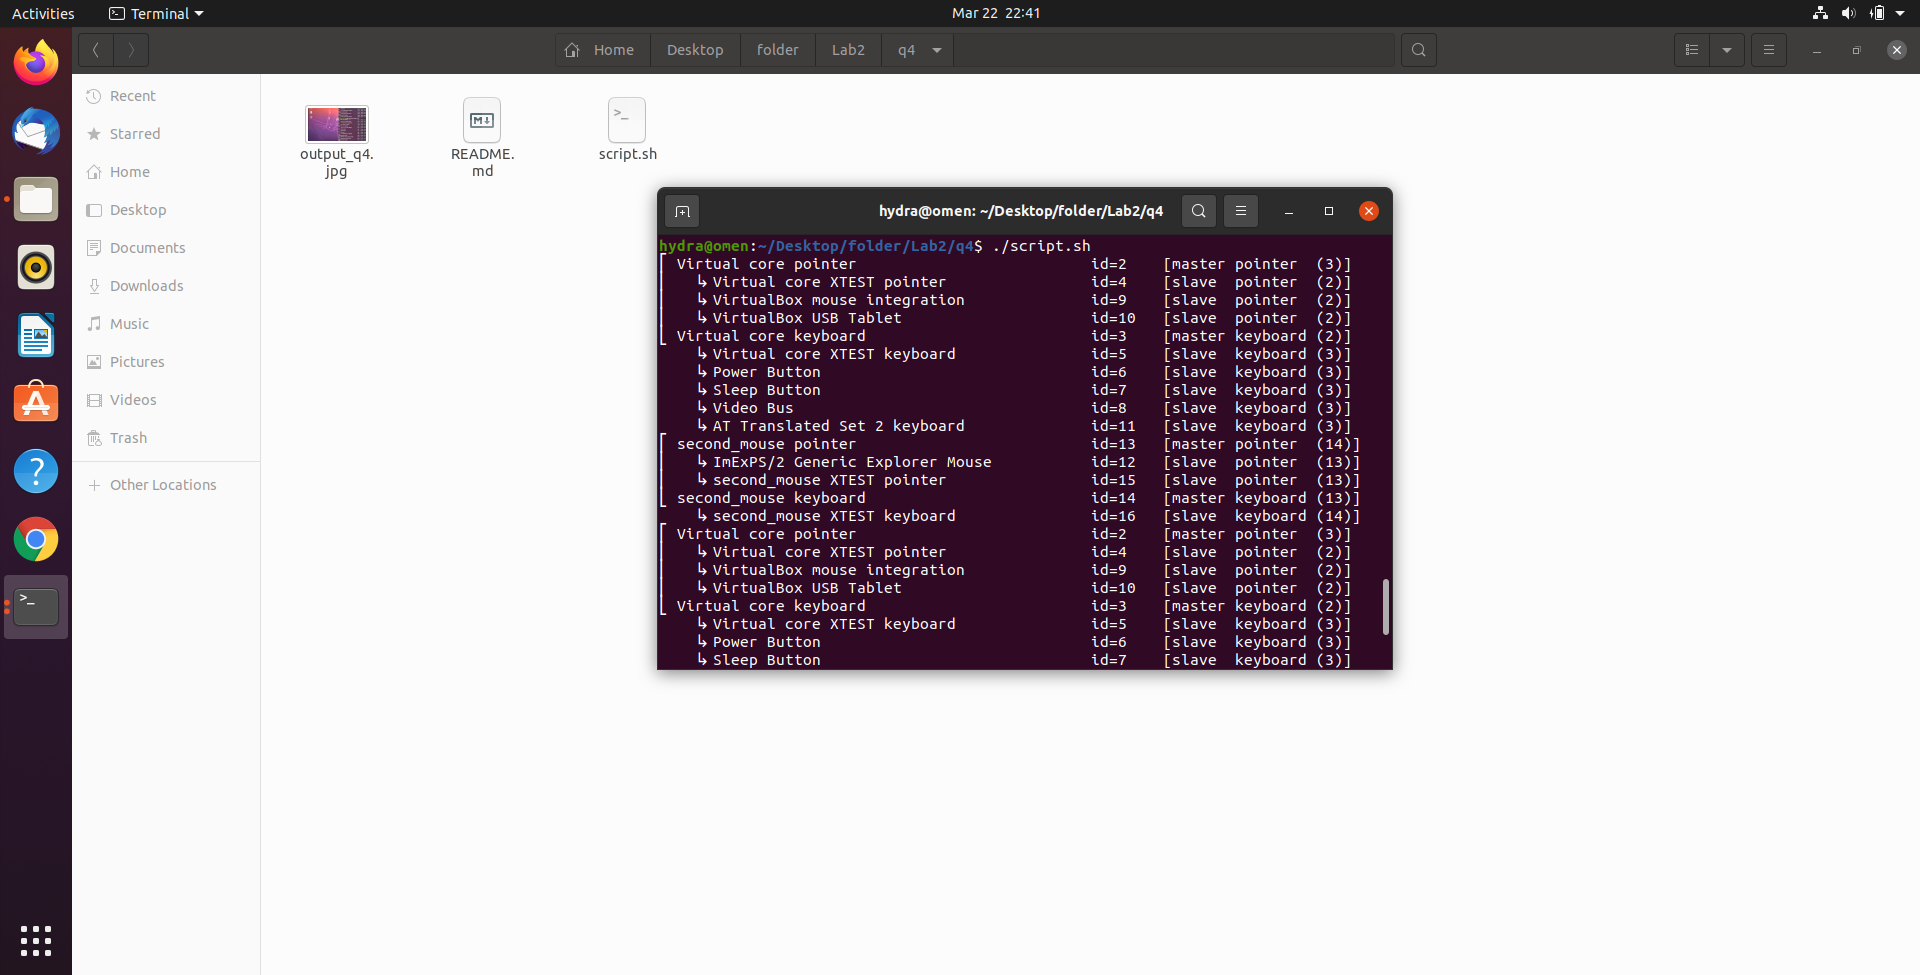 Activities Terminal Mar 22 22:41
Home Desktop folder Lab2 q4
Recent
Starred
Home
Desktop
Documents
Downloads
Music
Pictures
Videos
Trash
Other Locations
output_q4.
jpg
README.
md
script.sh
hydra@omen: ~/Desktop/folder/Lab2/q4
hydra@omen:~/Desktop/folder/Lab2/q4$ ./script.sh
⎡ Virtual core pointer id=2 [master pointer (3)]
⎜ ↳ Virtual core XTEST pointer id=4 [slave pointer (2)]
⎜ ↳ VirtualBox mouse integration id=9 [slave pointer (2)]
⎜ ↳ VirtualBox USB Tablet id=10 [slave pointer (2)]
⎣ Virtual core keyboard id=3 [master keyboard (2)]
↳ Virtual core XTEST keyboard id=5 [slave keyboard (3)]
↳ Power Button id=6 [slave keyboard (3)]
↳ Sleep Button id=7 [slave keyboard (3)]
↳ Video Bus id=8 [slave keyboard (3)]
↳ AT Translated Set 2 keyboard id=11 [slave keyboard (3)]
⎡ second_mouse pointer id=13 [master pointer (14)]
⎜ ↳ ImExPS/2 Generic Explorer Mouse id=12 [slave pointer (13)]
⎜ ↳ second_mouse XTEST pointer id=15 [slave pointer (13)]
⎣ second_mouse keyboard id=14 [master keyboard (13)]
↳ second_mouse XTEST keyboard id=16 [slave keyboard (14)]
⎡ Virtual core pointer id=2 [master pointer (3)]
⎜ ↳ Virtual core XTEST pointer id=4 [slave pointer (2)]
⎜ ↳ VirtualBox mouse integration id=9 [slave pointer (2)]
⎜ ↳ VirtualBox USB Tablet id=10 [slave pointer (2)]
⎣ Virtual core keyboard id=3 [master keyboard (2)]
↳ Virtual core XTEST keyboard id=5 [slave keyboard (3)]
↳ Power Button id=6 [slave keyboard (3)]
↳ Sleep Button id=7 [slave keyboard (3)]